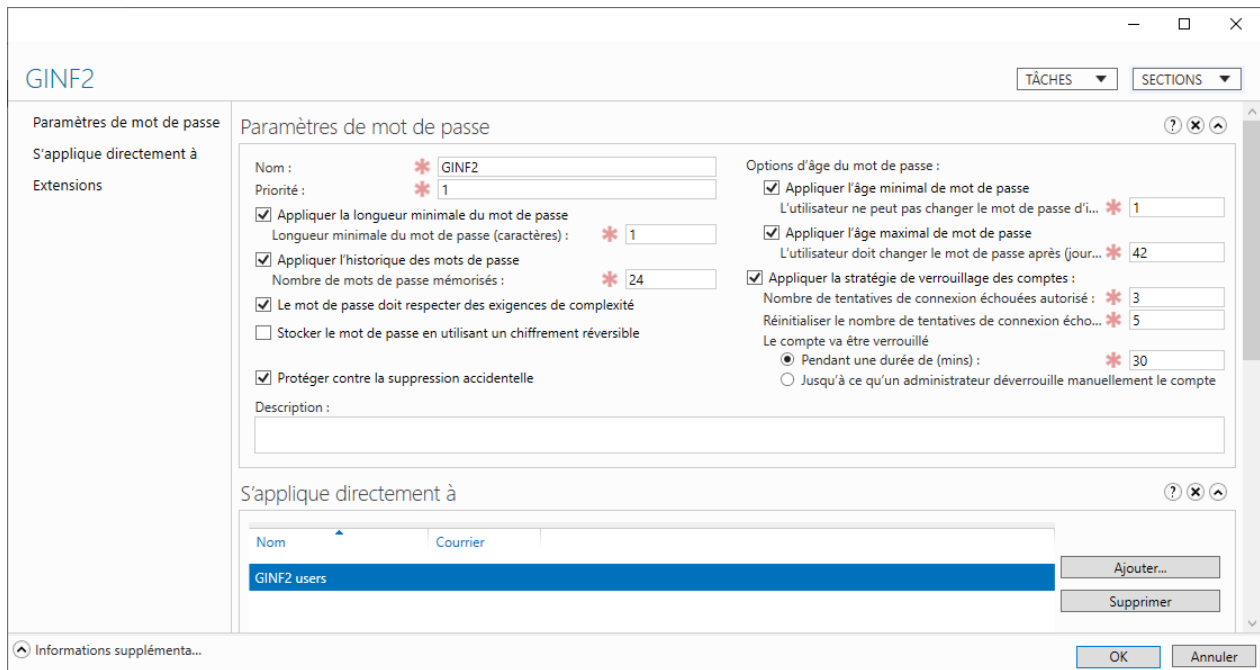 GINF2
TÂCHES
SECTIONS
Paramètres de mot de passe
S'applique directement à
Extensions
Paramètres de mot de passe
Nom :
GINF2
Priorité :
1
Appliquer la longueur minimale du mot de passe
Longueur minimale du mot de passe (caractères) :
1
Appliquer l'historique des mots de passe
Nombre de mots de passe mémorisés :
24
Le mot de passe doit respecter des exigences de complexité
Stocker le mot de passe en utilisant un chiffrement réversible
Protéger contre la suppression accidentelle
Options d'âge du mot de passe :
Appliquer l'âge minimal de mot de passe
L'utilisateur ne peut pas changer le mot de passe d'i...
1
Appliquer l'âge maximal de mot de passe
L'utilisateur doit changer le mot de passe après (jour...
42
Appliquer la stratégie de verrouillage des comptes :
Nombre de tentatives de connexion échouées autorisé :
3
Réinitialiser le nombre de tentatives de connexion écho...
5
Le compte va être verrouillé
Pendant une durée de (mins) :
30
Jusqu'à ce qu'un administrateur déverrouille manuellement le compte
Description :
S'applique directement à
Nom
Courrier
GINF2 users
Ajouter...
Supprimer
Informations supplémenta...
OK
Annuler